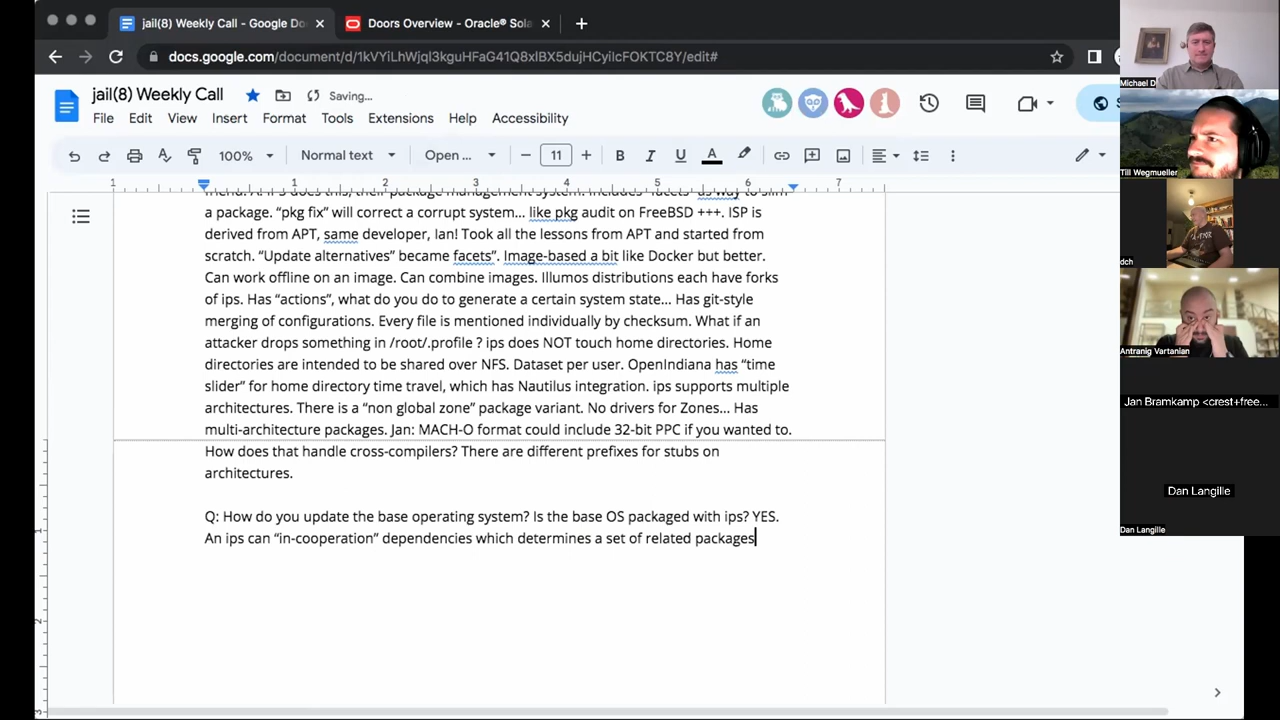 jail(8) Weekly Call - Google Do
Doors Overview - Oracle® Sola
docs.google.com/document/d/1kVYiLhWjqI3kguHFaG41Q8xIBX5dujHCyiIcFOKTC8Y/edit#
jail(8) Weekly Call
Saving...
File Edit View Insert Format Tools Extensions Help Accessibility
100% Normal text Open ... 11 B I U A
1 1 2 3 4 5 6 7
a package. “pkg fix” will correct a corrupt system… like pkg audit on FreeBSD +++. ISP is
derived from APT, same developer, Ian! Took all the lessons from APT and started from
scratch. “Update alternatives” became facets”. Image-based a bit like Docker but better.
Can work offline on an image. Can combine images. Illumos distributions each have forks
of ips. Has “actions”, what do you do to generate a certain system state… Has git-style
merging of configurations. Every file is mentioned individually by checksum. What if an
attacker drops something in /root/.profile ? ips does NOT touch home directories. Home
directories are intended to be shared over NFS. Dataset per user. OpenIndiana has “time
slider” for home directory time travel, which has Nautilus integration. ips supports multiple
architectures. There is a “non global zone” package variant. No drivers for Zones… Has
multi-architecture packages. Jan: MACH-O format could include 32-bit PPC if you wanted to.
How does that handle cross-compilers? There are different prefixes for stubs on
architectures.
Q: How do you update the base operating system? Is the base OS packaged with ips? YES.
An ips can “in-cooperation” dependencies which determines a set of related packages
1
2
3
Michael D
Till Wegmueller
dch
Antranig Vartanian
Jan Bramkamp <crest+free...
Dan Langille
Dan Langille